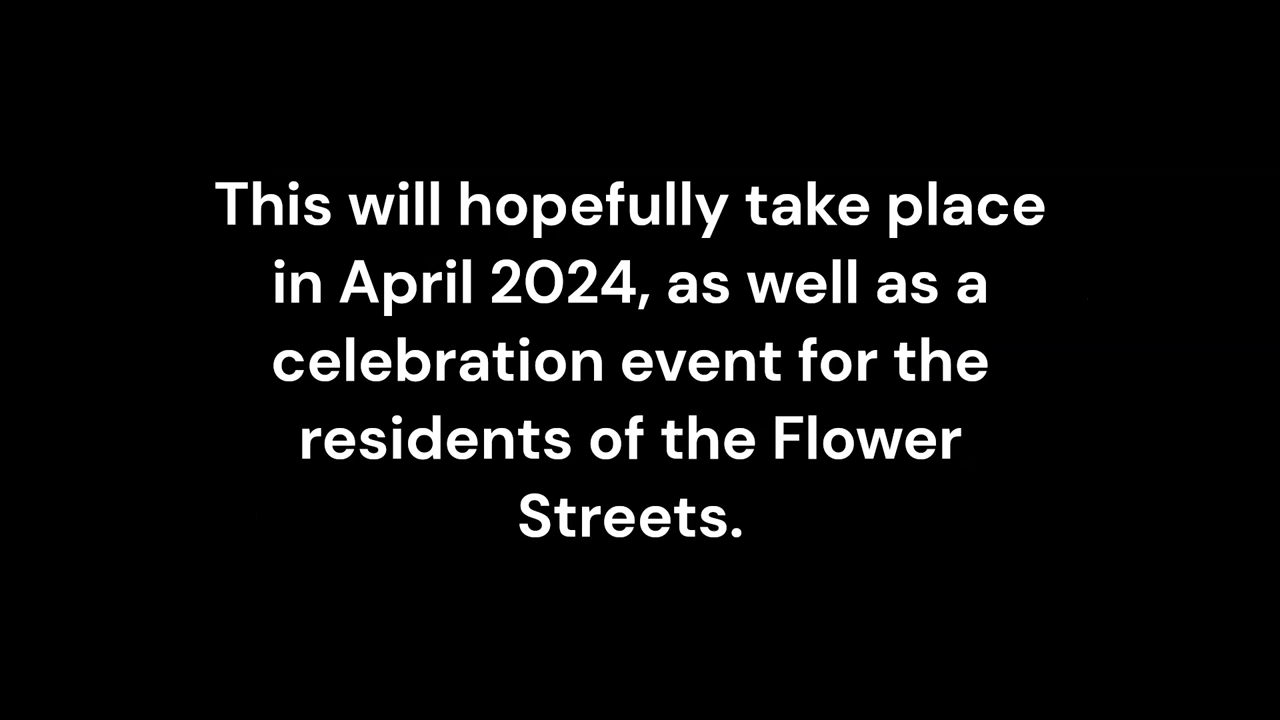 This will hopefully take place
in April 2024, as well as a
celebration event for the
residents of the Flower
Streets.